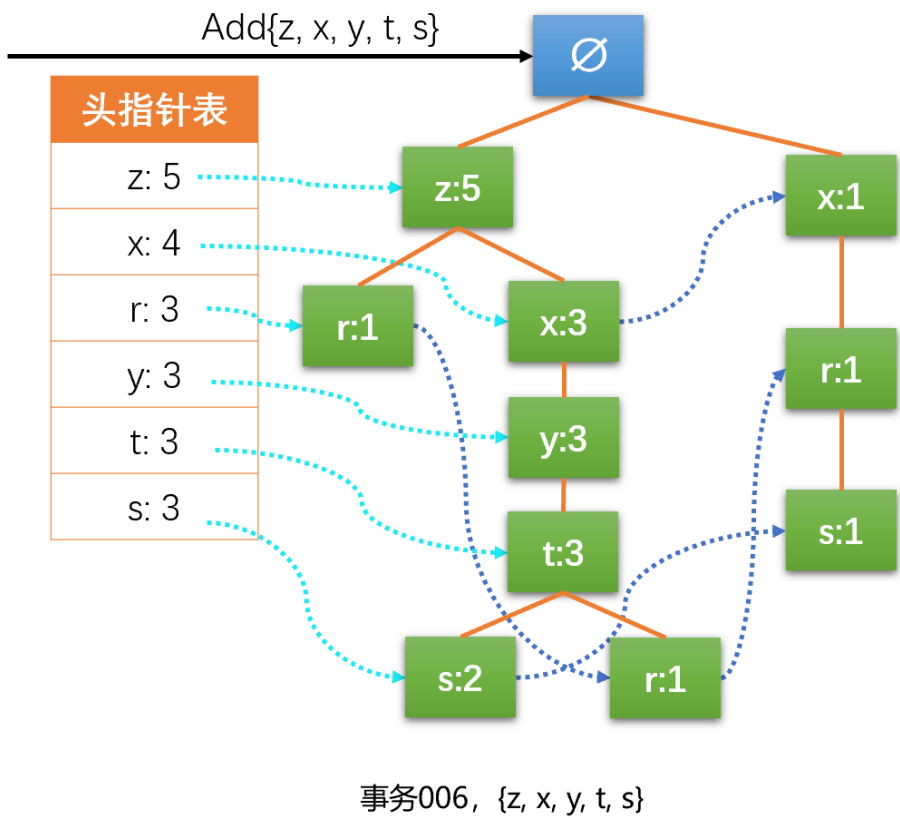 Add{z, x, y, t, s}
∅
头指针表
z: 5
x: 4
r: 3
y: 3
t: 3
s: 3
z:5
x:1
r:1
x:3
r:1
y:3
t:3
s:1
s:2
r:1
事务006，{z, x, y, t, s}